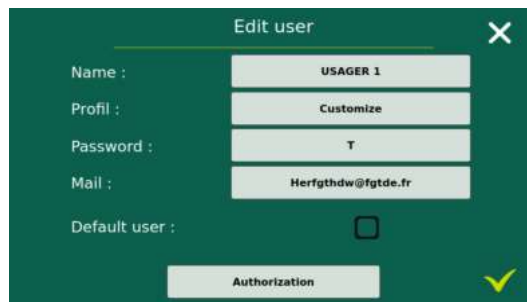 Edit user
Name : USAGER 1
Profil : Customize
Password : T
Mail : Herfgthdw@fgtde.fr
Default user :
Authorization